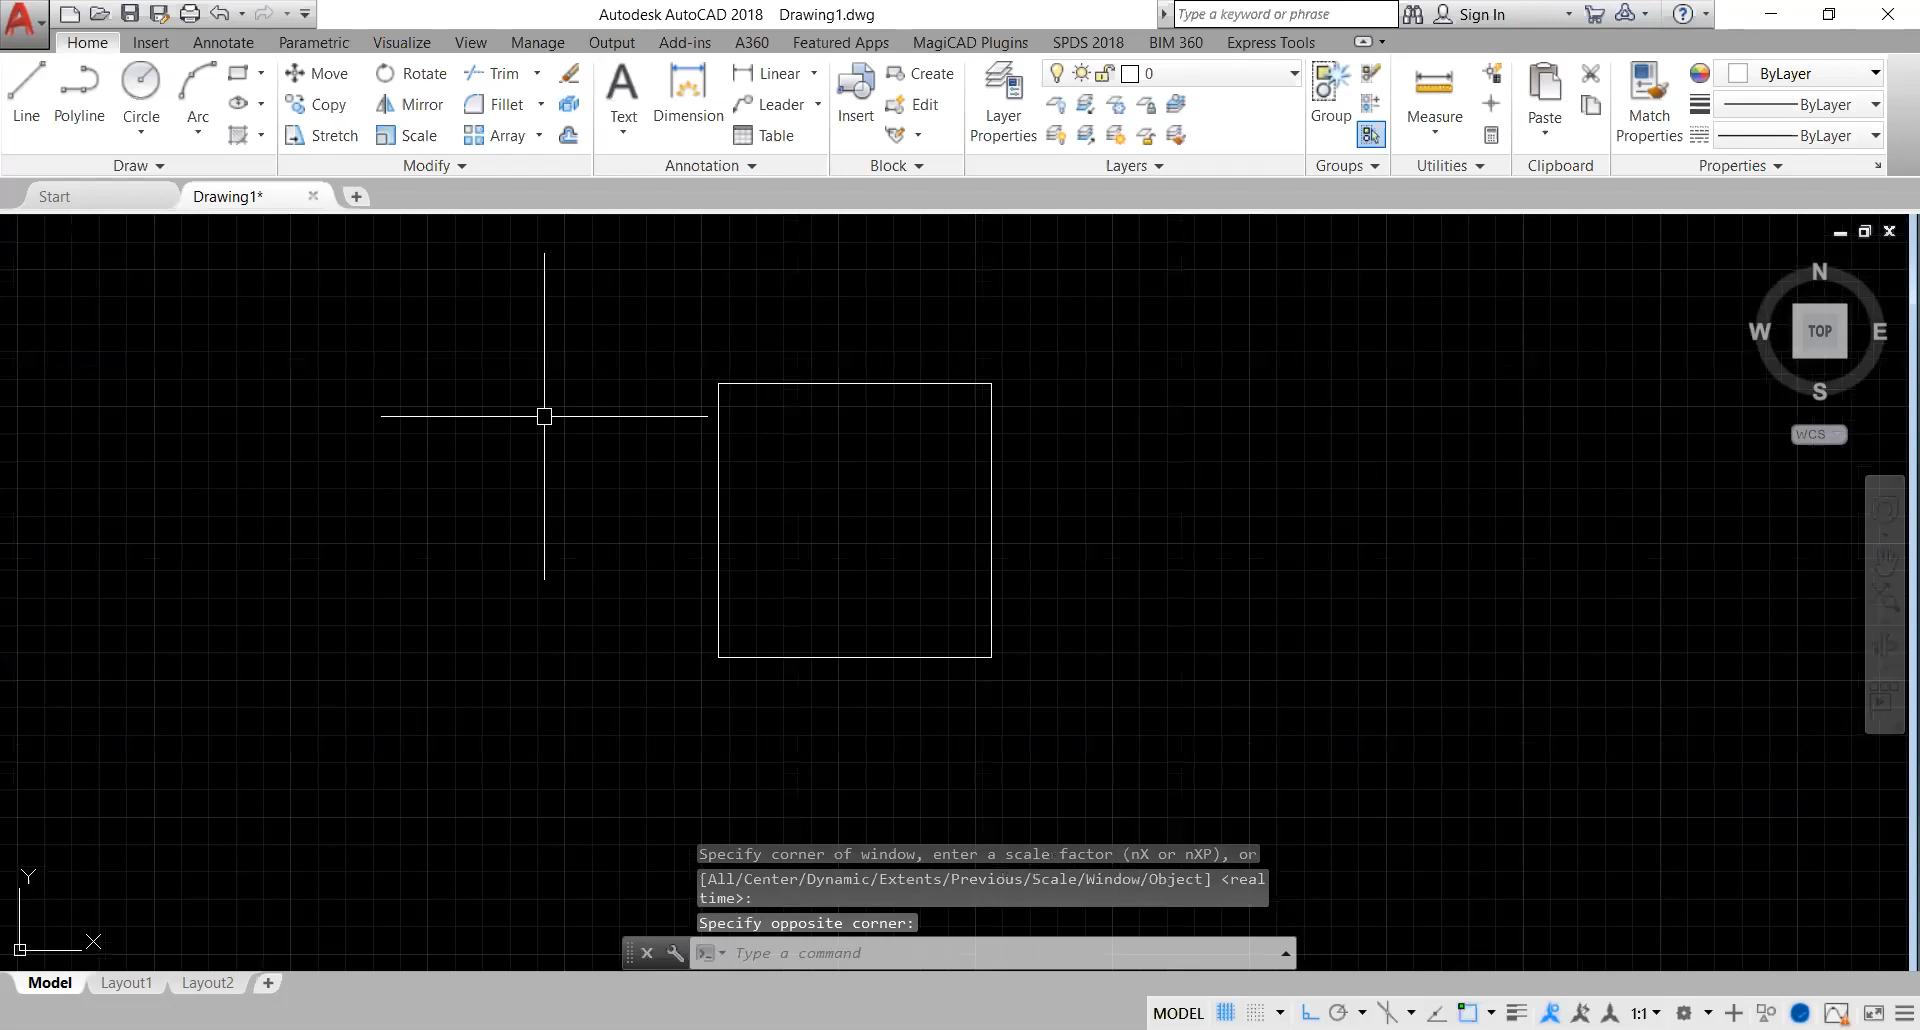 Autodesk AutoCAD 2018 Drawing1.dwg
Type a keyword or phrase
Sign In
Home Insert Annotate Parametric Visualize View Manage Output Add-ins A360 Featured Apps MagiCAD Plugins SPDS 2018 BIM 360 Express Tools
Line Polyline Circle Arc
Move Rotate Trim
Copy Mirror Fillet
Stretch Scale Array
Text Dimension
Linear
Leader
Table
Insert
Create
Edit
Layer
Properties
0
Group
Measure
Paste
Match
Properties
ByLayer
ByLayer
ByLayer
Draw Modify Annotation Block Layers Groups Utilities Clipboard Properties
Start Drawing1*
N
W TOP E
S
WCS
Specify corner of window, enter a scale factor (nX or nXP), or
[All/Center/Dynamic/Extents/Previous/Scale/Window/Object] <real
time>:
Specify opposite corner:
Type a command
Y
X
Model Layout1 Layout2
MODEL 1:1